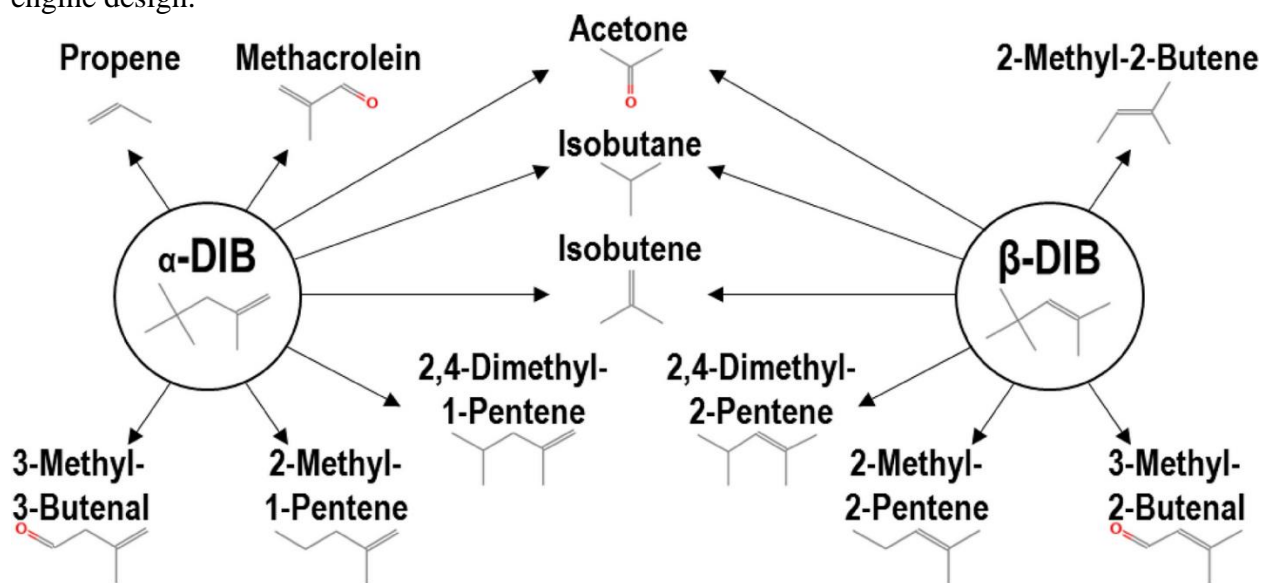 engine design.
Acetone
Propene
Methacrolein
2-Methyl-2-Butene
O
O
Isobutane
α-DIB
Isobutene
β-DIB
2,4-Dimethyl-
1-Pentene
2,4-Dimethyl-
2-Pentene
3-Methyl-
3-Butenal
O
2-Methyl-
1-Pentene
2-Methyl-
2-Pentene
3-Methyl-
2-Butenal
O